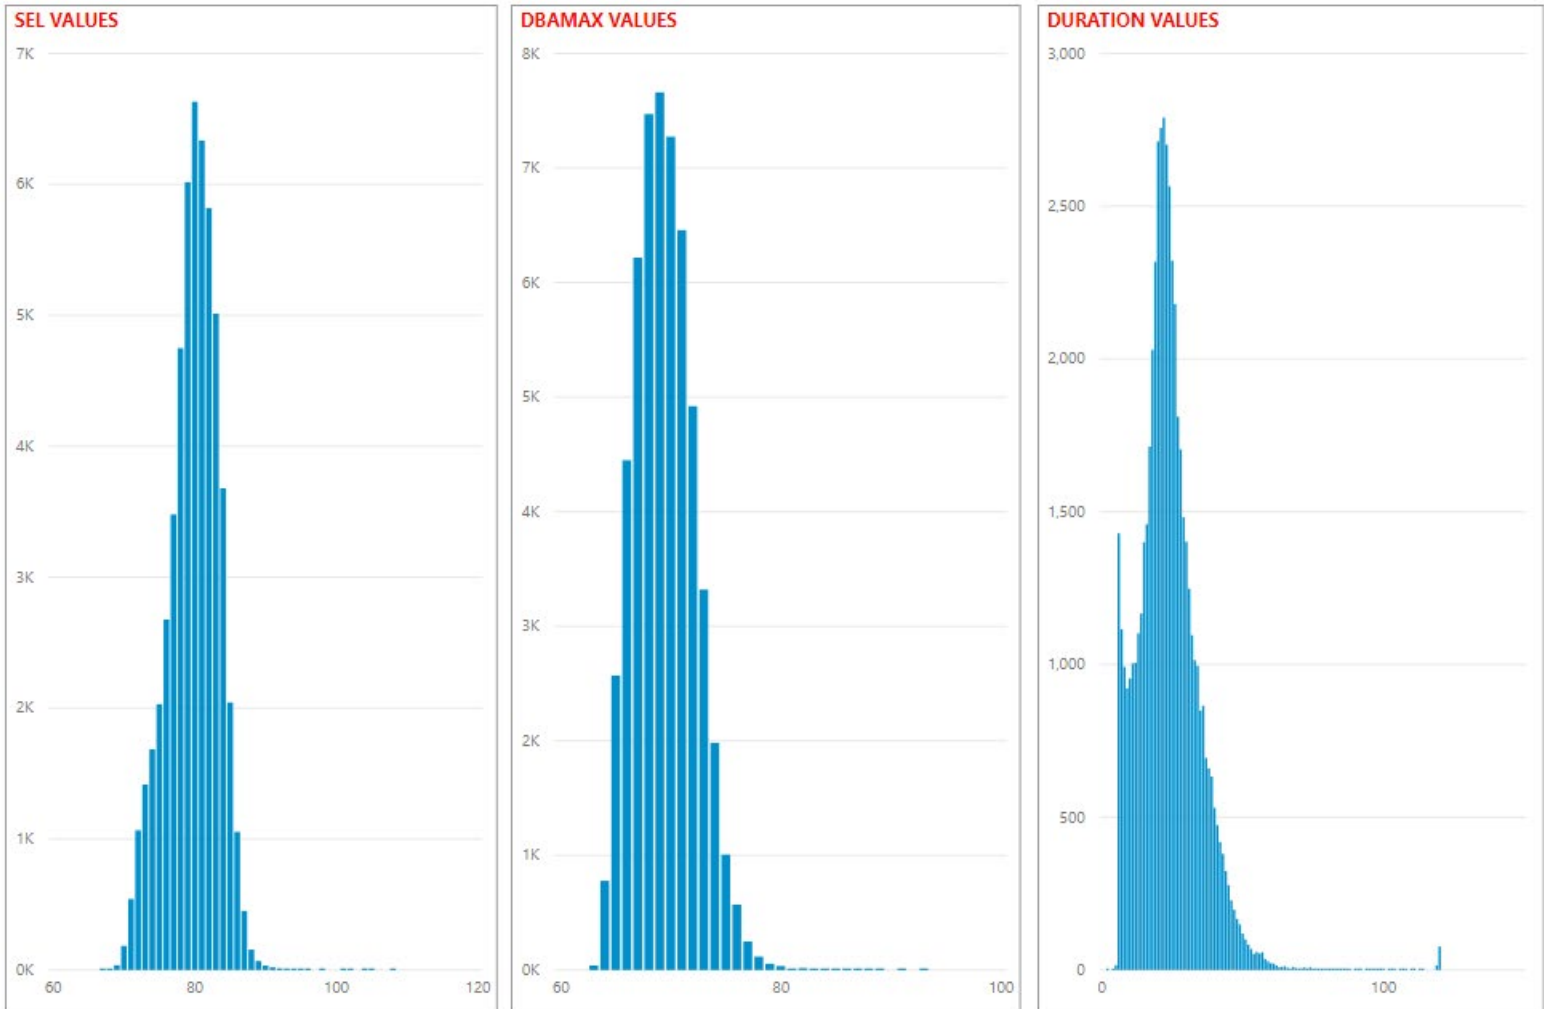 SEL VALUES
7K
6K
5K
4K
3K
2K
1K
0K
60 80 100 120
DBAMAX VALUES
8K
7K
6K
5K
4K
3K
2K
1K
0K
60 80 100
DURATION VALUES
3,000
2,500
2,000
1,500
1,000
500
0
0 100